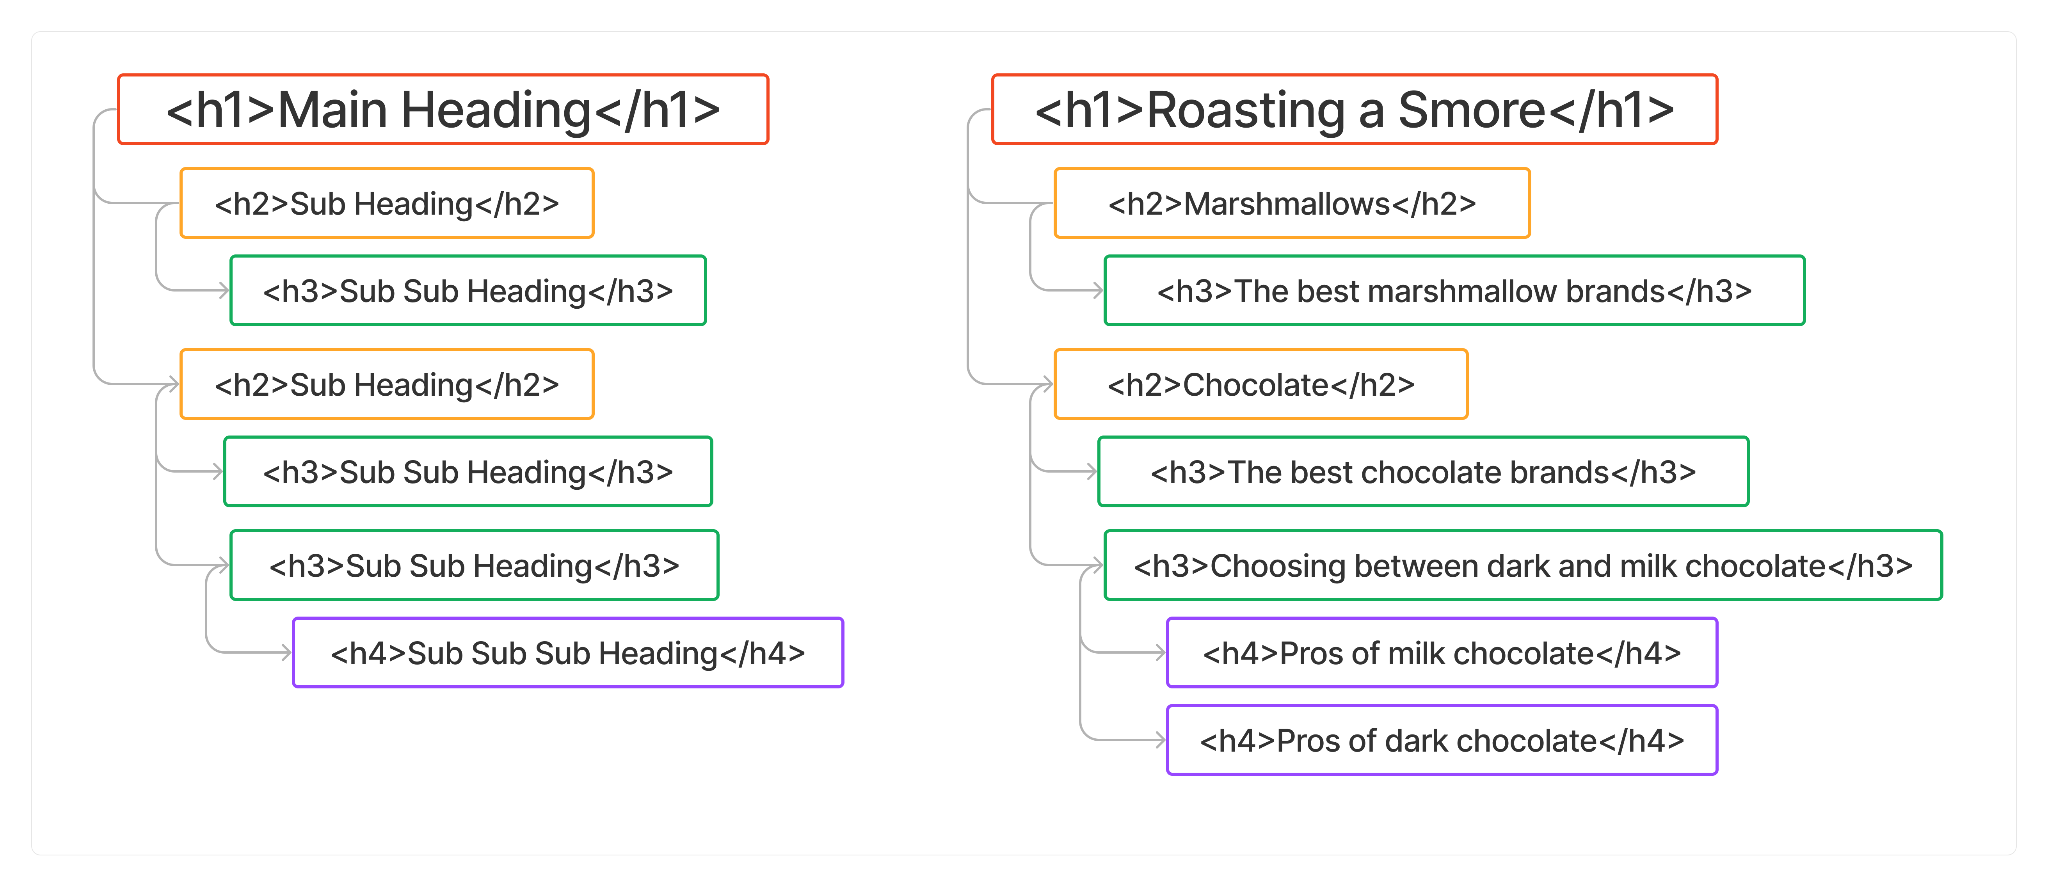 <h1>Main Heading</h1>
<h2>Sub Heading</h2>
<h3>Sub Sub Heading</h3>
<h2>Sub Heading</h2>
<h3>Sub Sub Heading</h3>
<h3>Sub Sub Heading</h3>
<h4>Sub Sub Sub Heading</h4>
<h1>Roasting a Smore</h1>
<h2>Marshmallows</h2>
<h3>The best marshmallow brands</h3>
<h2>Chocolate</h2>
<h3>The best chocolate brands</h3>
<h3>Choosing between dark and milk chocolate</h3>
<h4>Pros of milk chocolate</h4>
<h4>Pros of dark chocolate</h4>